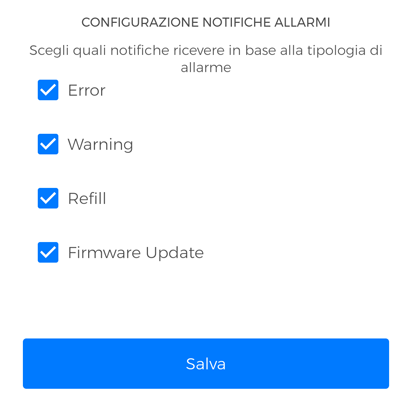 CONFIGURAZIONE NOTIFICHE ALLARMI
Scegli quali notifiche ricevere in base alla tipologia di
allarme
Error
Warning
Refill
Firmware Update
Salva